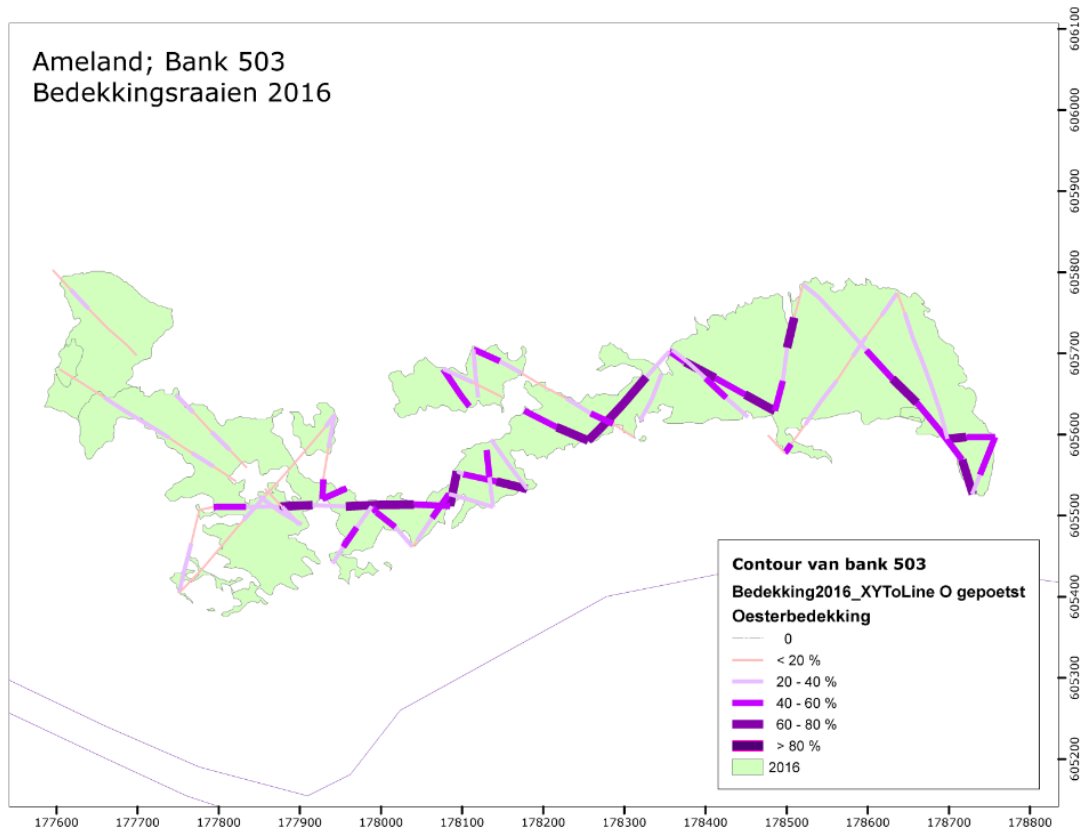 Ameland; Bank 503
Bedekkingsraaien 2016
606100
606000
605900
605800
605700
605600
605500
605400
605300
605200
Contour van bank 503
Bedekking2016_XYToLine O gepoetst
Oesterbedekking
0
< 20 %
20 - 40 %
40 - 60 %
60 - 80 %
> 80 %
2016
177600 177700 177800 177900 178000 178100 178200 178300 178400 178500 178600 178700 178800